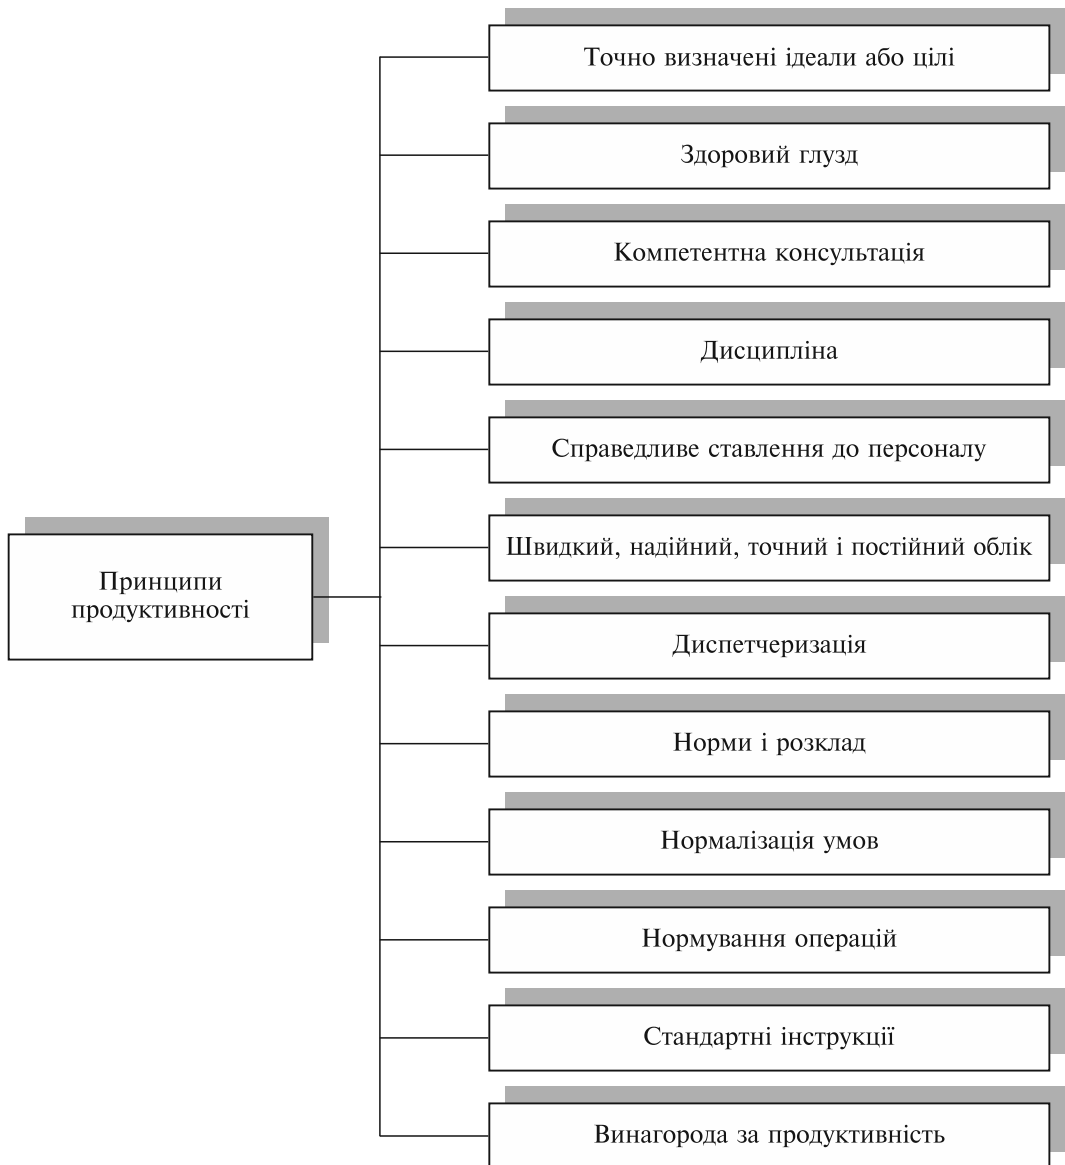 Точно визначені ідеали або цілі
Здоровий глузд
Компетентна консультація
Дисципліна
Справедливе ставлення до персоналу
Швидкий, надійний, точний і постійний облік
Принципи
продуктивності
Диспетчеризація
Норми і розклад
Нормалізація умов
Нормування операцій
Стандартні інструкції
Винагорода за продуктивність